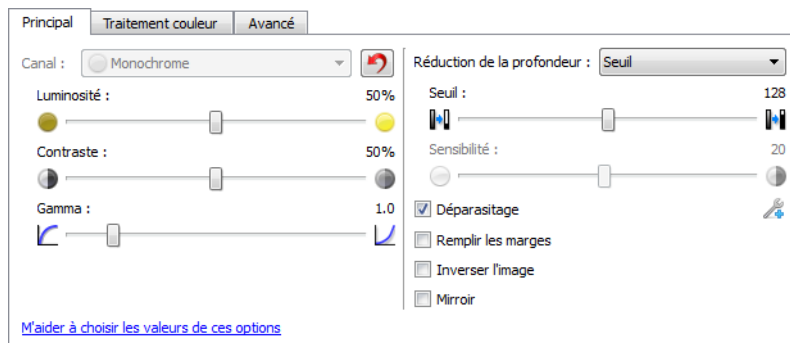 Principal
Traitement couleur
Avancé
Canal :
Monochrome
Luminosité :
50%
Contraste :
50%
Gamma :
1.0
M'aider à choisir les valeurs de ces options
Réduction de la profondeur :
Seuil
Seuil :
128
Sensibilité :
20
Déparasitage
Remplir les marges
Inverser l'image
Mirroir